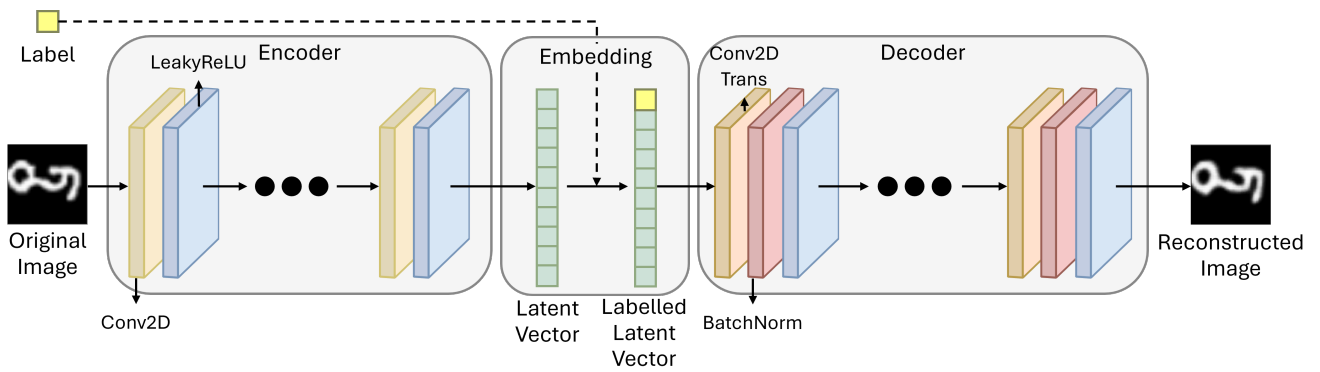 Label
Encoder
LeakyReLU
Conv2D
Original
Image
Embedding
Latent
Vector
Labelled
Latent
Vector
Decoder
Conv2D
Trans
BatchNorm
Reconstructed
Image